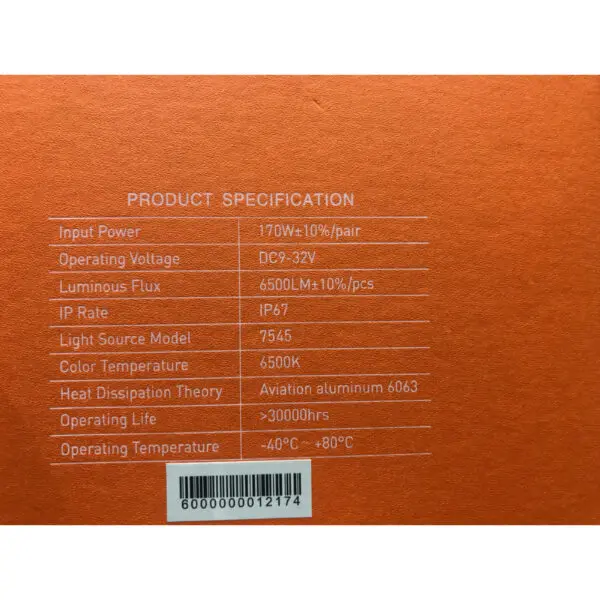 PRODUCT SPECIFICATION
Input Power 170W±10%/pair
Operating Voltage DC9-32V
Luminous Flux 6500LM±10%/pcs
IP Rate IP67
Light Source Model 7545
Color Temperature 6500K
Heat Dissipation Theory Aviation aluminum 6063
Operating Life >30000hrs
Operating Temperature -40°C ~ +80°C
6000000012174